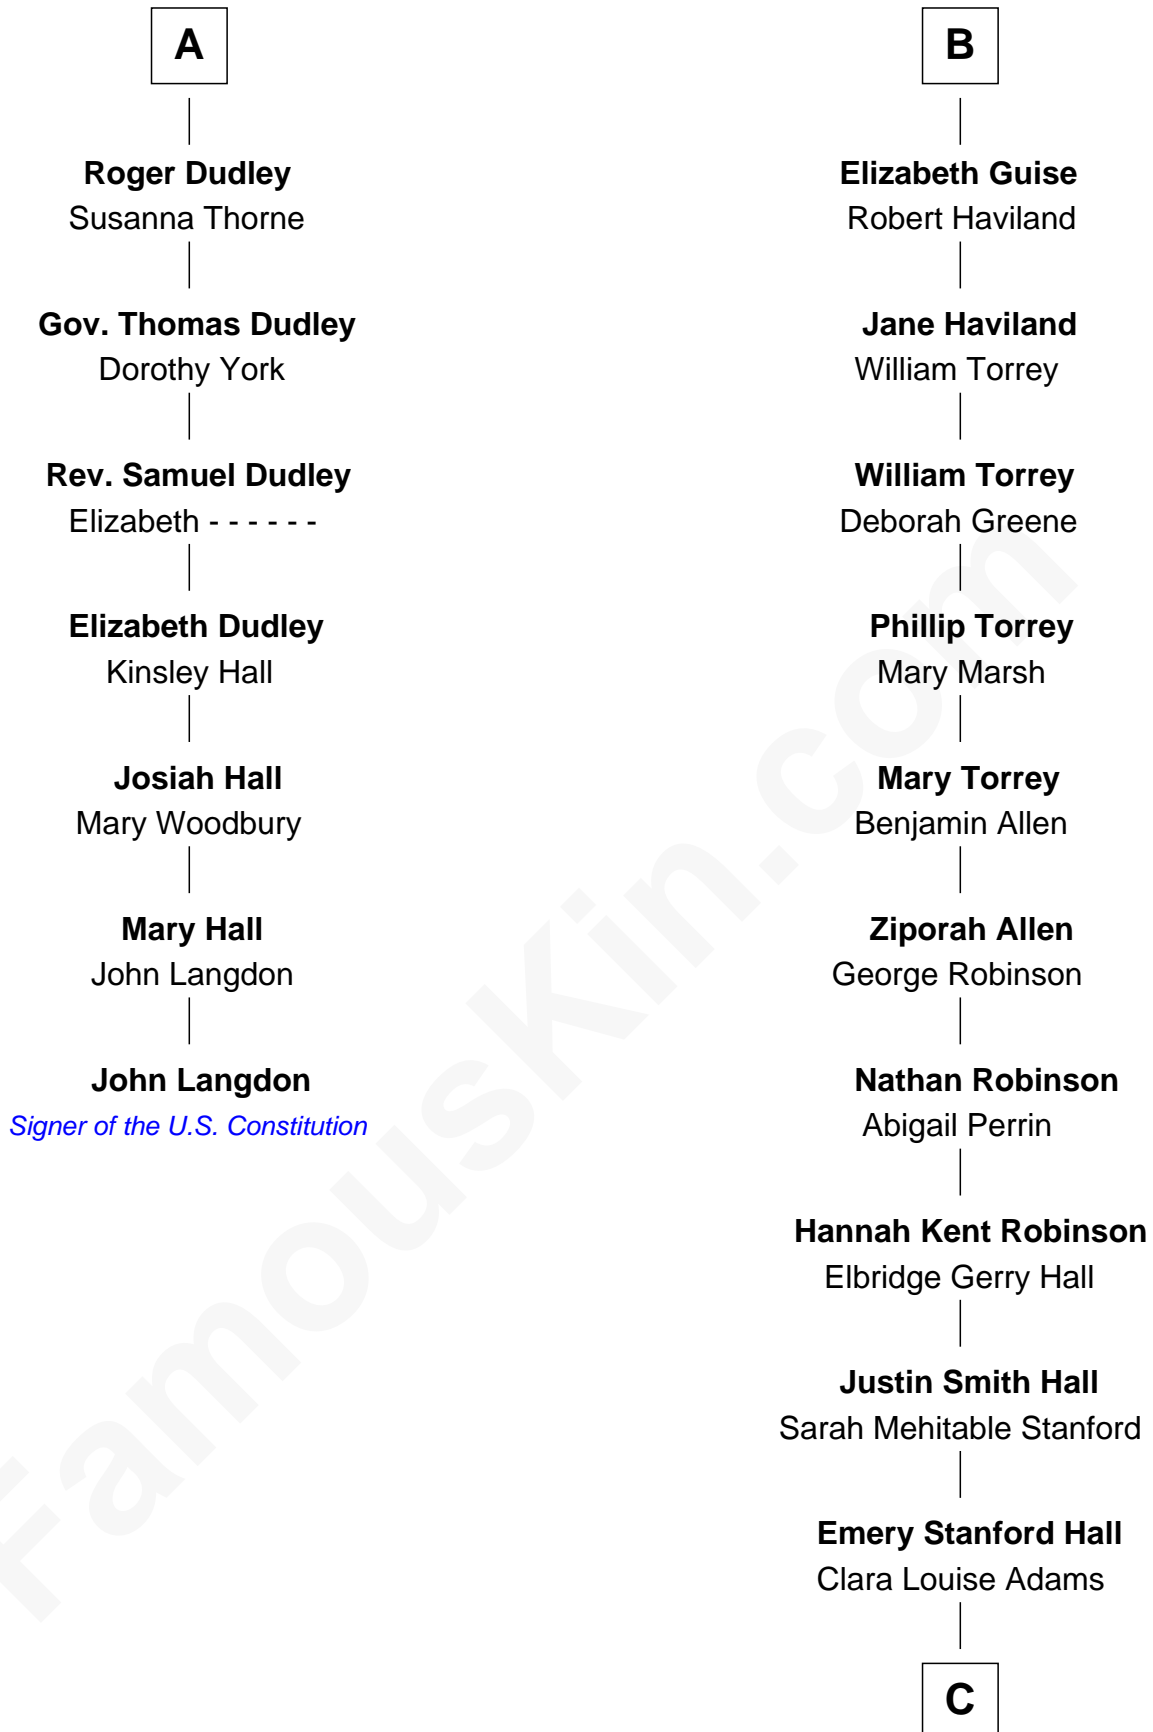 A
Roger Dudley
Susanna Thorne
Gov. Thomas Dudley
Dorothy York
Rev. Samuel Dudley
Elizabeth - - - - - -
Elizabeth Dudley
Kinsley Hall
Josiah Hall
Mary Woodbury
Mary Hall
John Langdon
John Langdon
Signer of the U.S. Constitution
B
Elizabeth Guise
Robert Haviland
Jane Haviland
William Torrey
William Torrey
Deborah Greene
Phillip Torrey
Mary Marsh
Mary Torrey
Benjamin Allen
Ziporah Allen
George Robinson
Nathan Robinson
Abigail Perrin
Hannah Kent Robinson
Elbridge Gerry Hall
Justin Smith Hall
Sarah Mehitable Stanford
Emery Stanford Hall
Clara Louise Adams
C
FamousKin.com